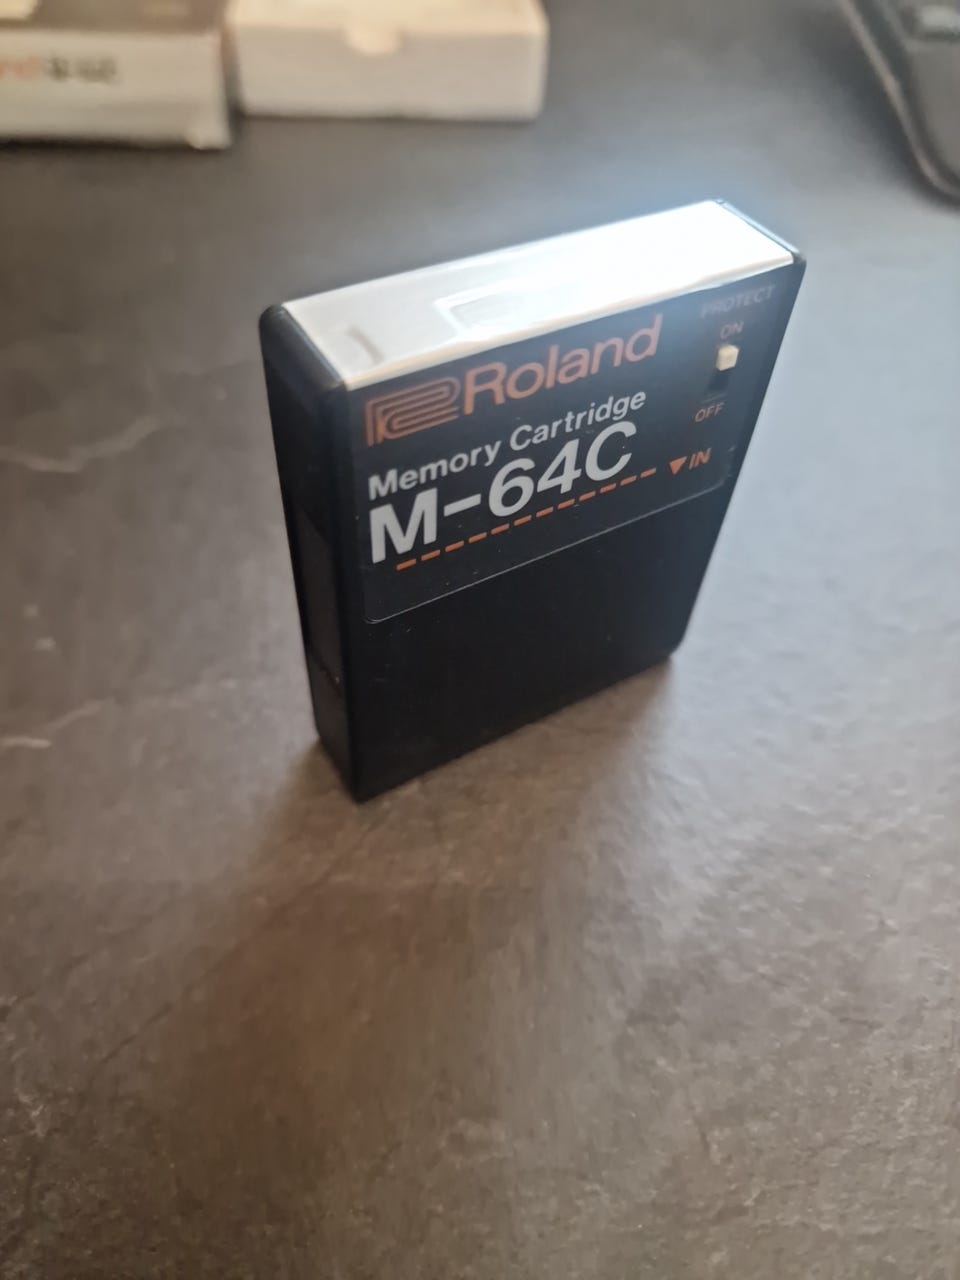 Roland
Memory Cartridge
M-64C
PROTECT
ON
OFF
▼IN